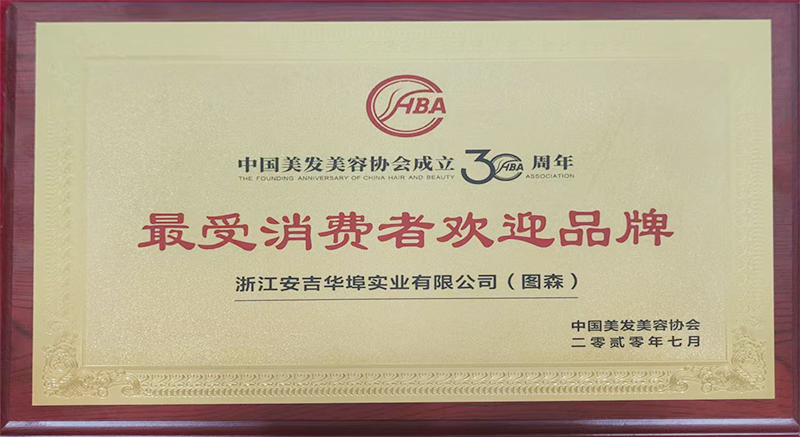 CHBA
中国美发美容协会成立30周年
CHBA
THE FOUNDING ANNIVERSARY OF CHINA HAIR AND BEAUTY ASSOCIATION
最受消费者欢迎品牌
浙江安吉华埠实业有限公司（图森）
中国美发美容协会
二零贰零年七月